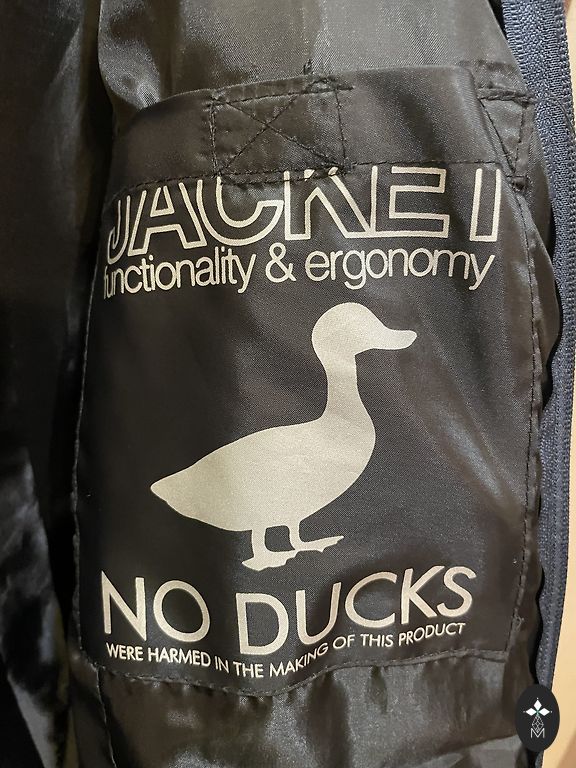 JACKET
functionality & ergonomy
NO DUCKS
WERE HARMED IN THE MAKING OF THIS PRODUCT
M